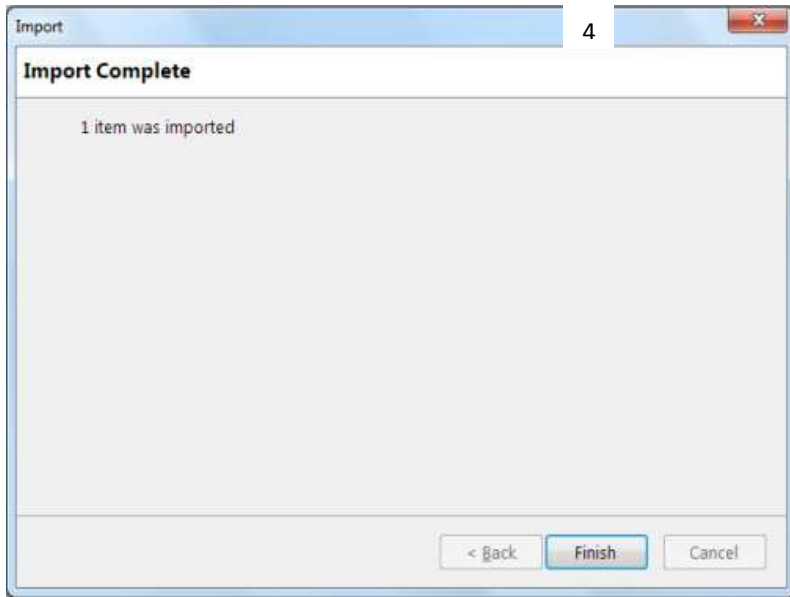 Import
4
Import Complete
1 item was imported
< Back
Finish
Cancel